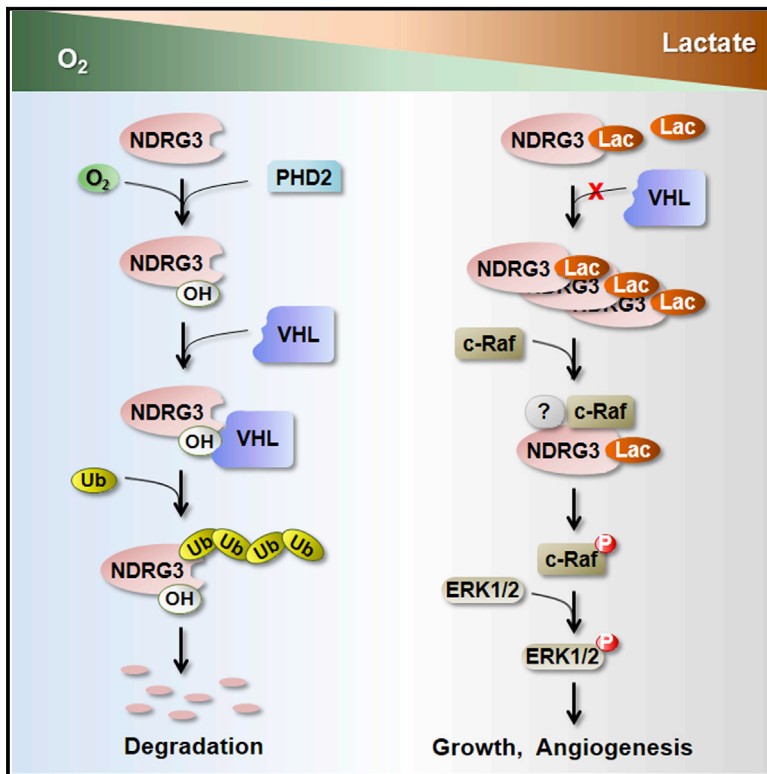 O2
Lactate
NDRG3
O2
PHD2
NDRG3
OH
VHL
NDRG3
OH
VHL
Ub
Ub
Ub
Ub
Ub
NDRG3
OH
Degradation
NDRG3
Lac
Lac
X
VHL
NDRG3
Lac
NDRG3
Lac
NDRG3
Lac
c-Raf
?
c-Raf
NDRG3
Lac
c-Raf
P
ERK1/2
ERK1/2
P
Growth, Angiogenesis